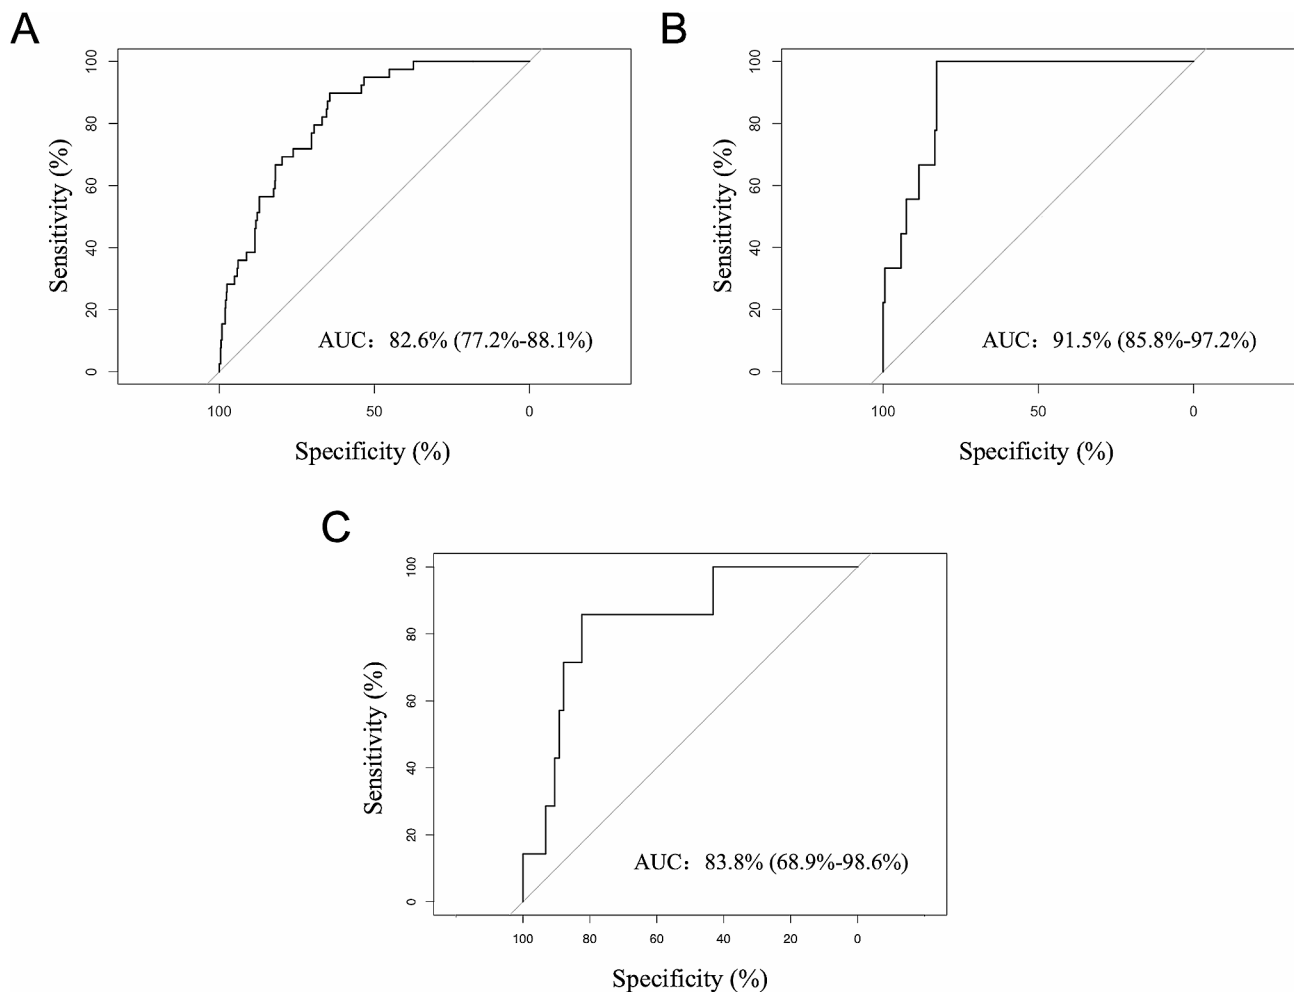 A
B
Sensitivity (%)
100
80
60
40
20
0
AUC：82.6% (77.2%-88.1%)
100
50
0
Specificity (%)
Sensitivity (%)
100
80
60
40
20
0
AUC：91.5% (85.8%-97.2%)
100
50
0
Specificity (%)
C
Sensitivity (%)
100
80
60
40
20
0
AUC：83.8% (68.9%-98.6%)
100
80
60
40
20
0
Specificity (%)